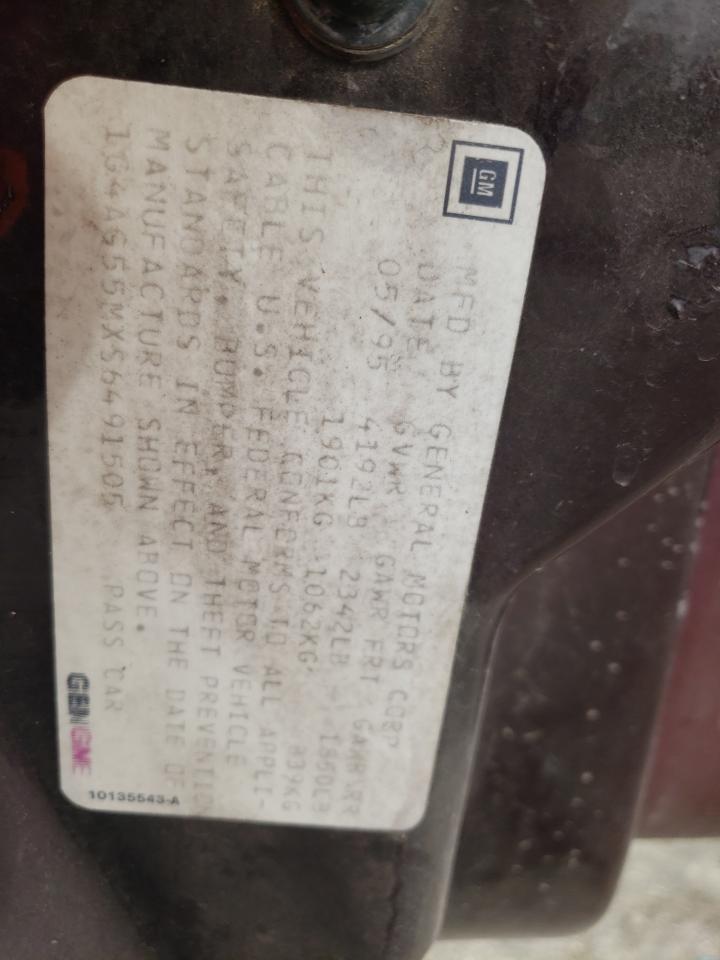 GM
MFD BY GENERAL MOTORS CORP
DATE GVWR GAWR FRT GAWR RR
05/95 4192LB 2342LB 1850LB
1901KG 1062KG 839KG
THIS VEHICLE CONFORMS TO ALL APPLI-
CABLE U.S. FEDERAL MOTOR VEHICLE
SAFETY, BUMPER, AND THEFT PREVENTIO
STANDARDS IN EFFECT ON THE DATE OF
MANUFACTURE SHOWN ABOVE.
1G4AG55MXS6491505 PASS CAR
10135543-A